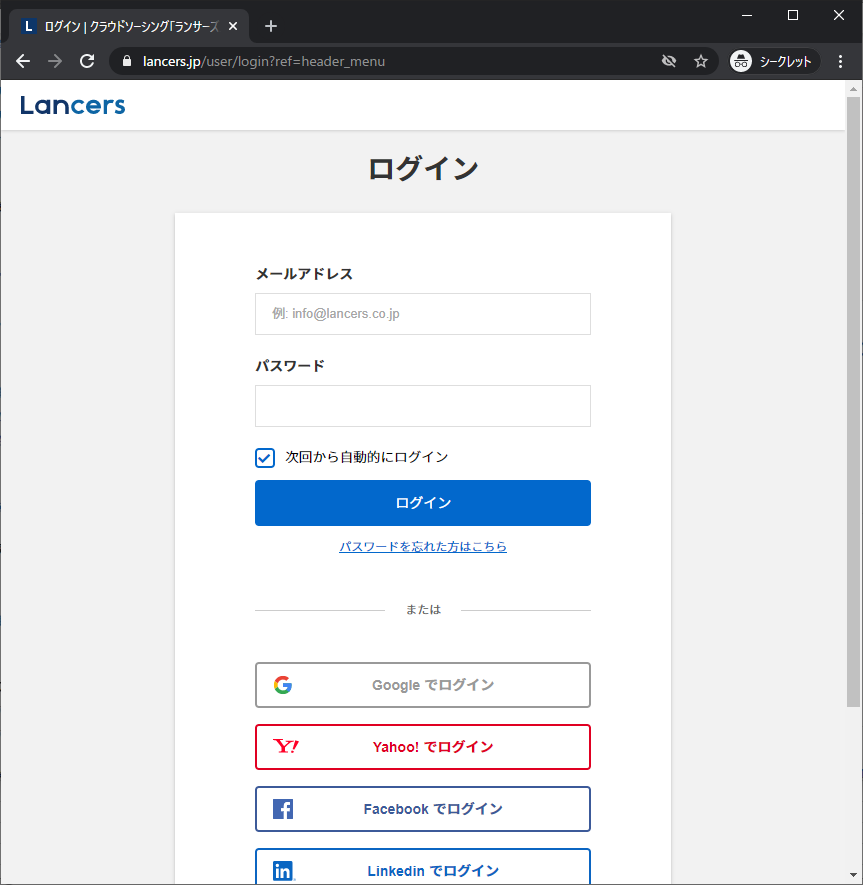 L ログイン | クラウドソーシング「ランサーズ
lancers.jp/user/login?ref=header_menu
シークレット
Lancers
ログイン
メールアドレス
例: info@lancers.co.jp
パスワード
次回から自動的にログイン
ログイン
パスワードを忘れた方はこちら
または
Google でログイン
Y! Yahoo! でログイン
Facebook でログイン
in Linkedin でログイン